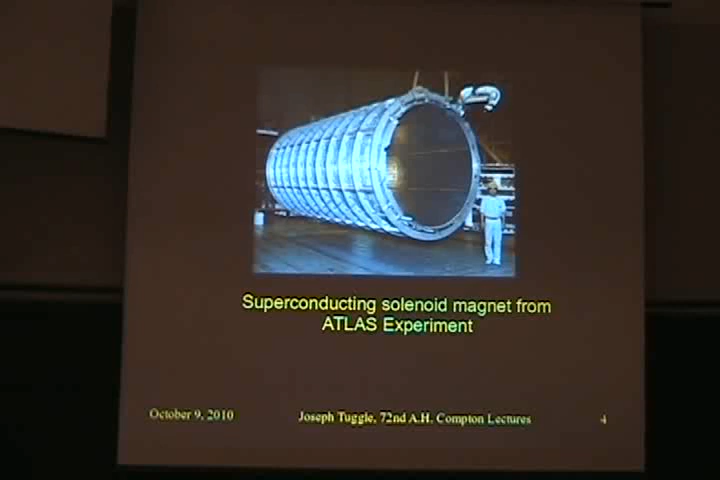 Superconducting solenoid magnet from
ATLAS Experiment
October 9, 2010
Joseph Tuggle, 72nd A.H. Compton Lectures
4